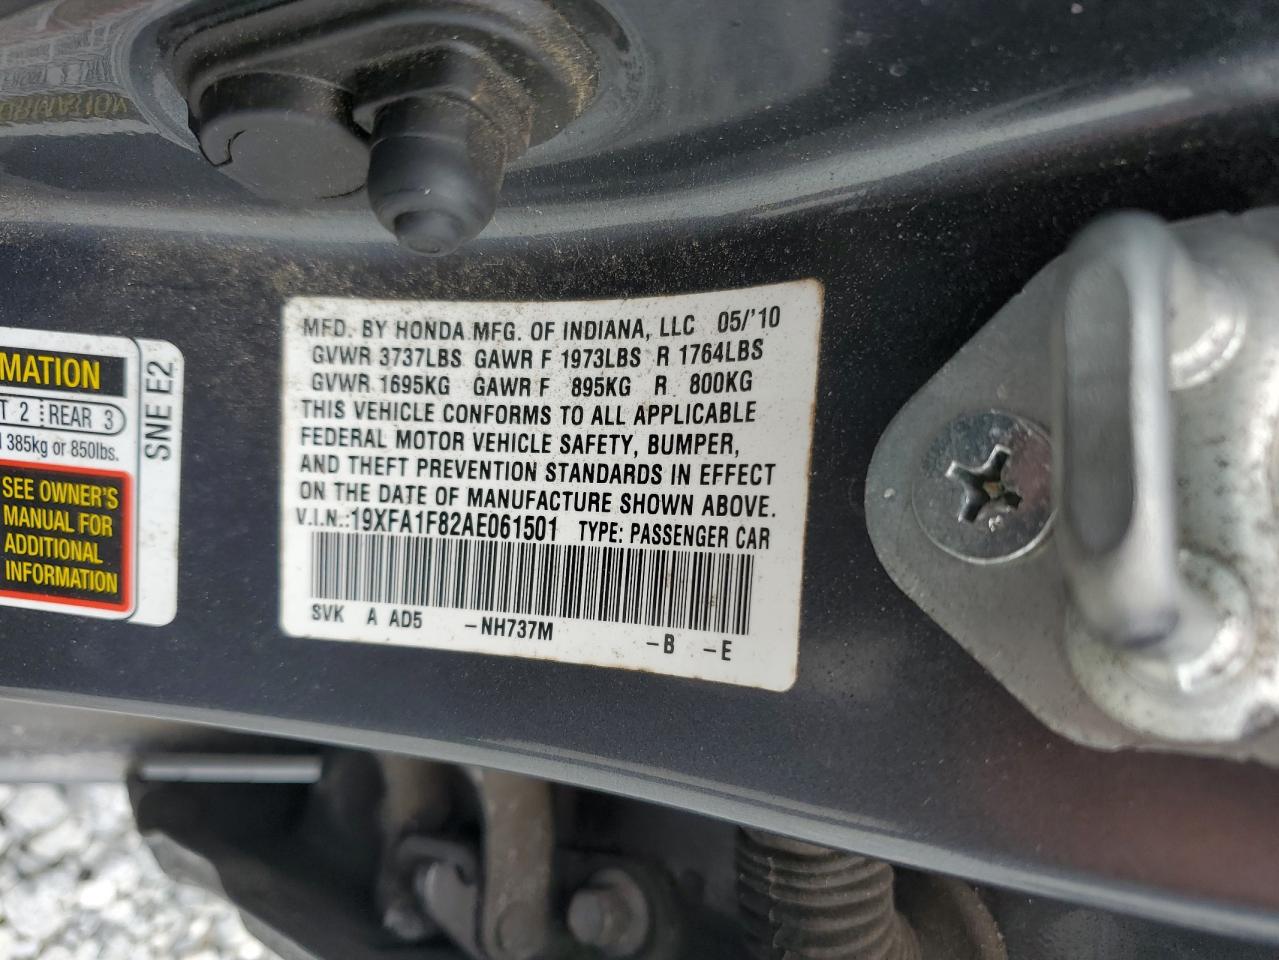 MATION
T 2 REAR 3
385kg or 850lbs.
SEE OWNER'S
MANUAL FOR
ADDITIONAL
INFORMATION
SNE E2
MFD. BY HONDA MFG. OF INDIANA, LLC 05/'10
GVWR 3737LBS GAWR F 1973LBS R 1764LBS
GVWR 1695KG GAWR F 895KG R 800KG
THIS VEHICLE CONFORMS TO ALL APPLICABLE
FEDERAL MOTOR VEHICLE SAFETY, BUMPER,
AND THEFT PREVENTION STANDARDS IN EFFECT
ON THE DATE OF MANUFACTURE SHOWN ABOVE.
V.I.N.:19XFA1F82AE061501 TYPE: PASSENGER CAR
SVK A AD5 -NH737M -B -E